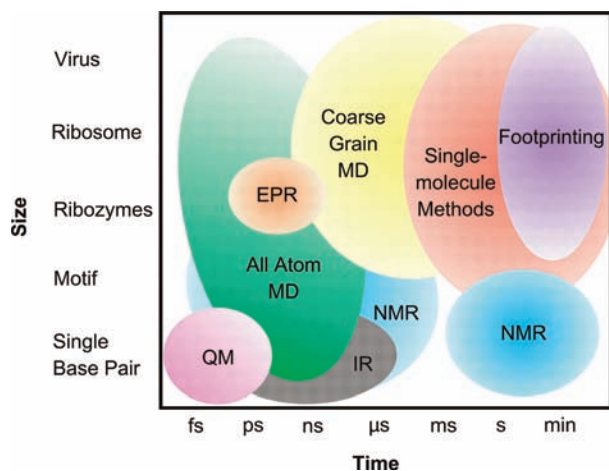 Size
Virus
Ribosome
Ribozymes
Motif
Single
Base Pair
Coarse
Grain
MD
Single-
molecule
Methods
Footprinting
EPR
All Atom
MD
NMR
QM
IR
NMR
fs ps ns µs ms s min
Time